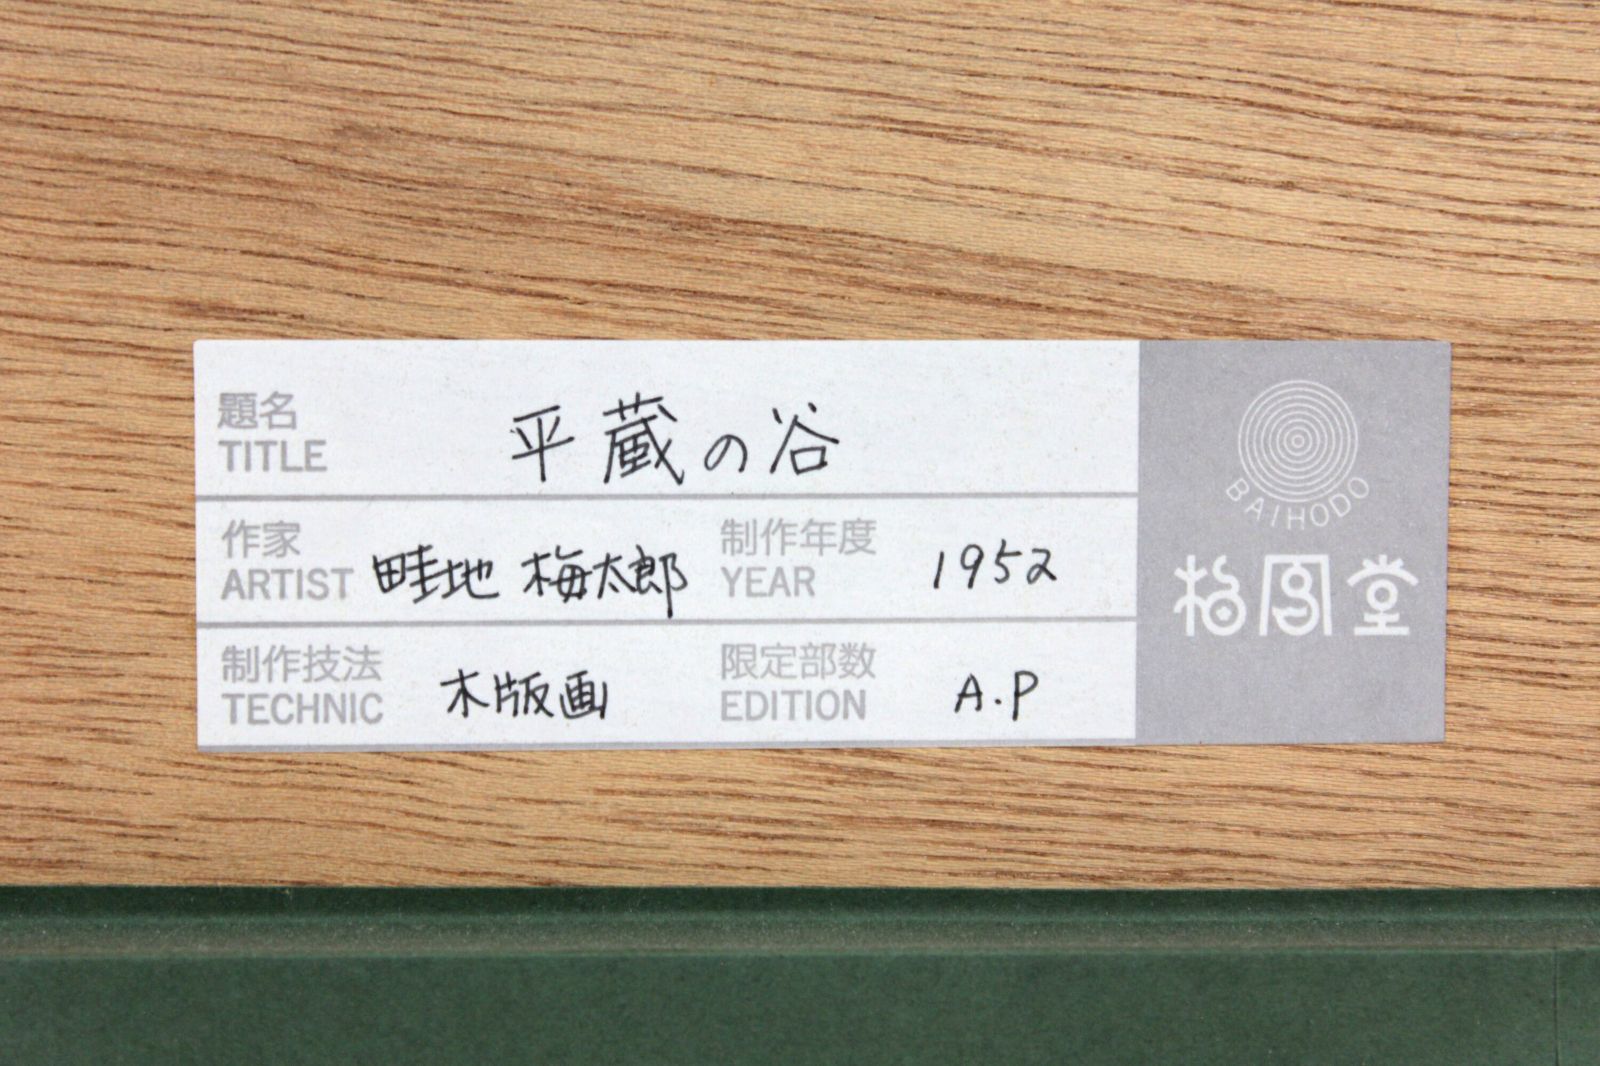 題名
TITLE
平蔵の谷
作家
ARTIST
畦地 梅太郎
制作年度
YEAR
1952
制作技法
TECHNIC
木版画
限定部数
EDITION
A.P
BAIHODO
梅鳳堂